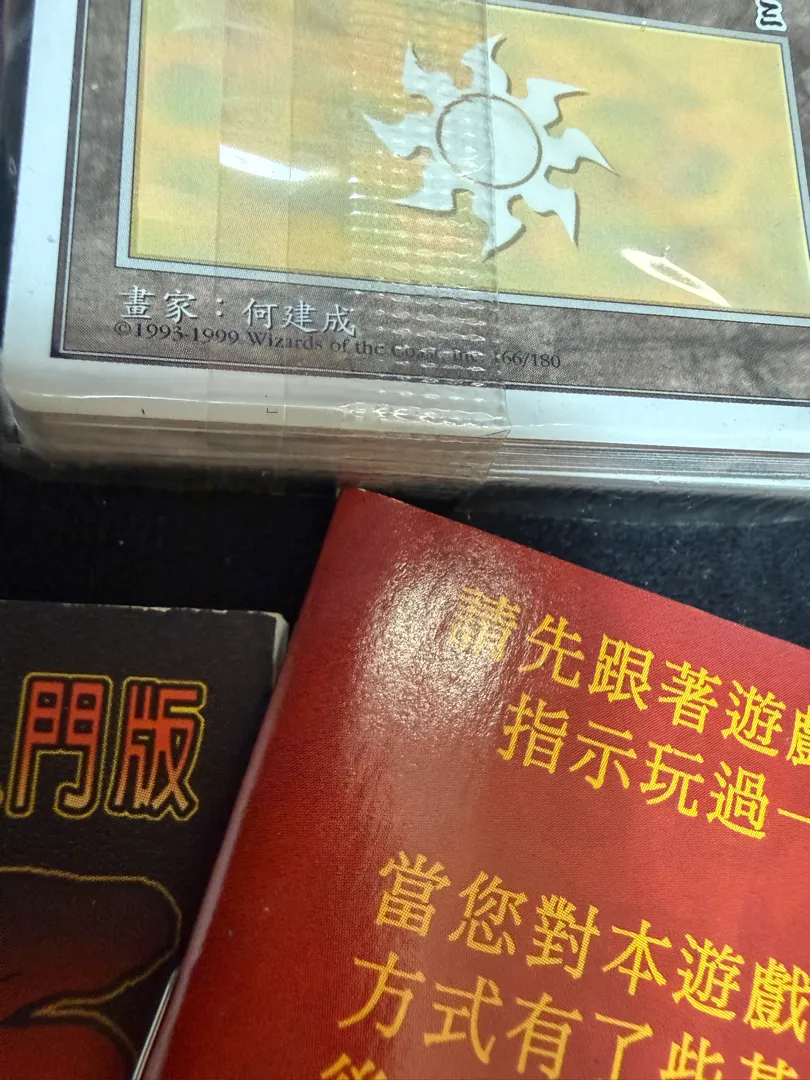 畫家：何建成
©1993-1999 Wizards of the Coast, Inc. 166/180
門版
請先跟著遊戲
指示玩過一
當您對本遊戲
方式有了些基